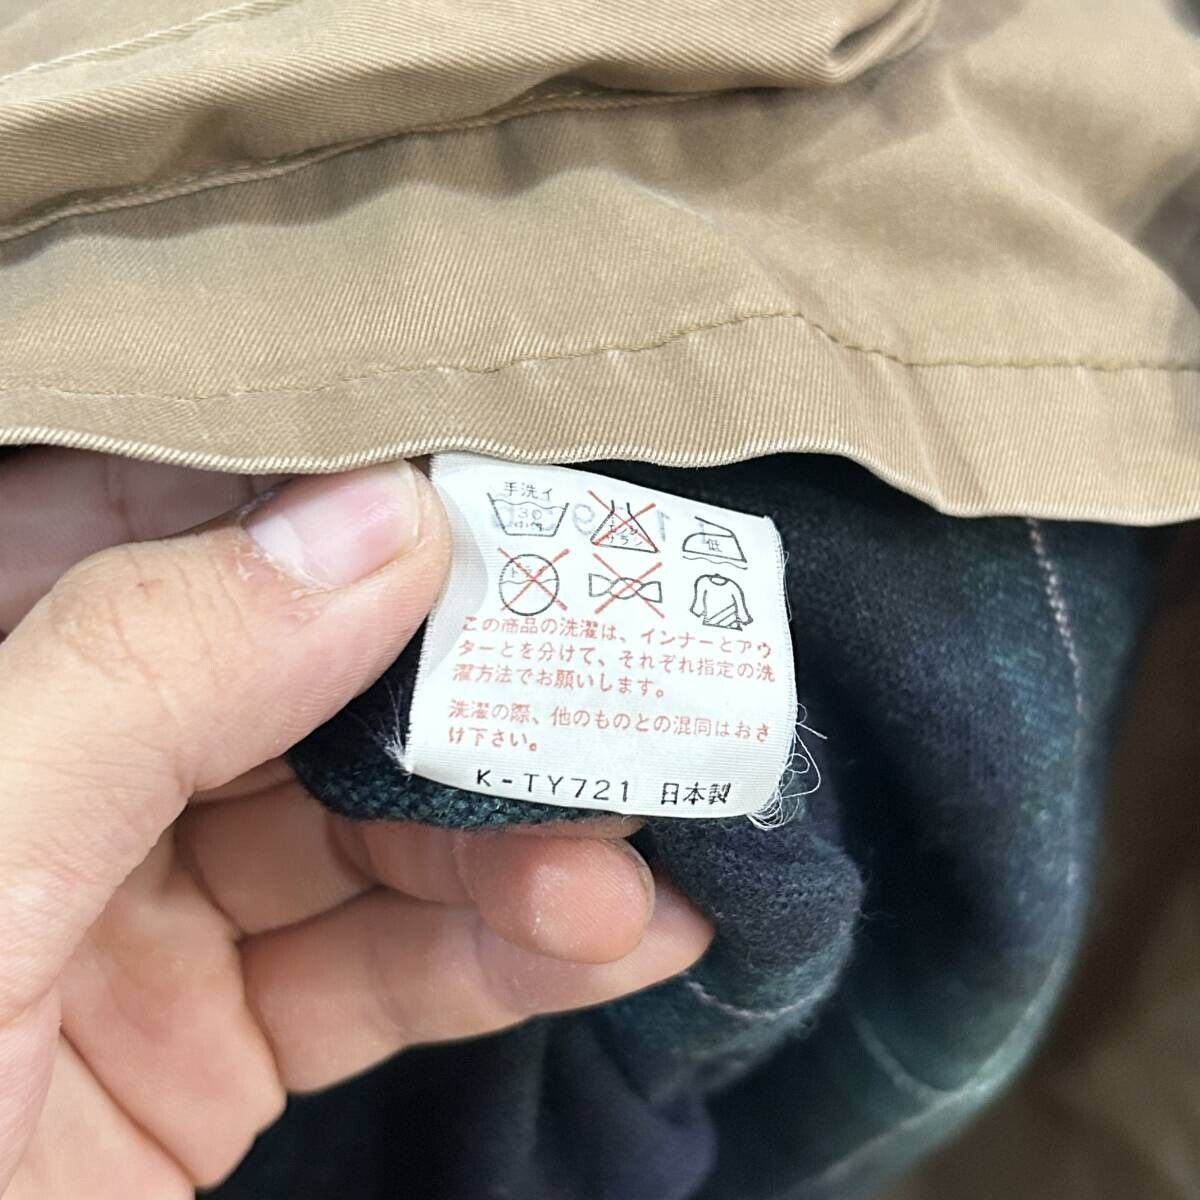 手洗イ
30
中性
エンソ
サラシ
低
ドライ
この商品の洗濯は、インナーとアウ
ターとを分けて、それぞれ指定の洗
濯方法でお願いします。
洗濯の際、他のものとの混同はおさ
け下さい。
K-TY721 日本製